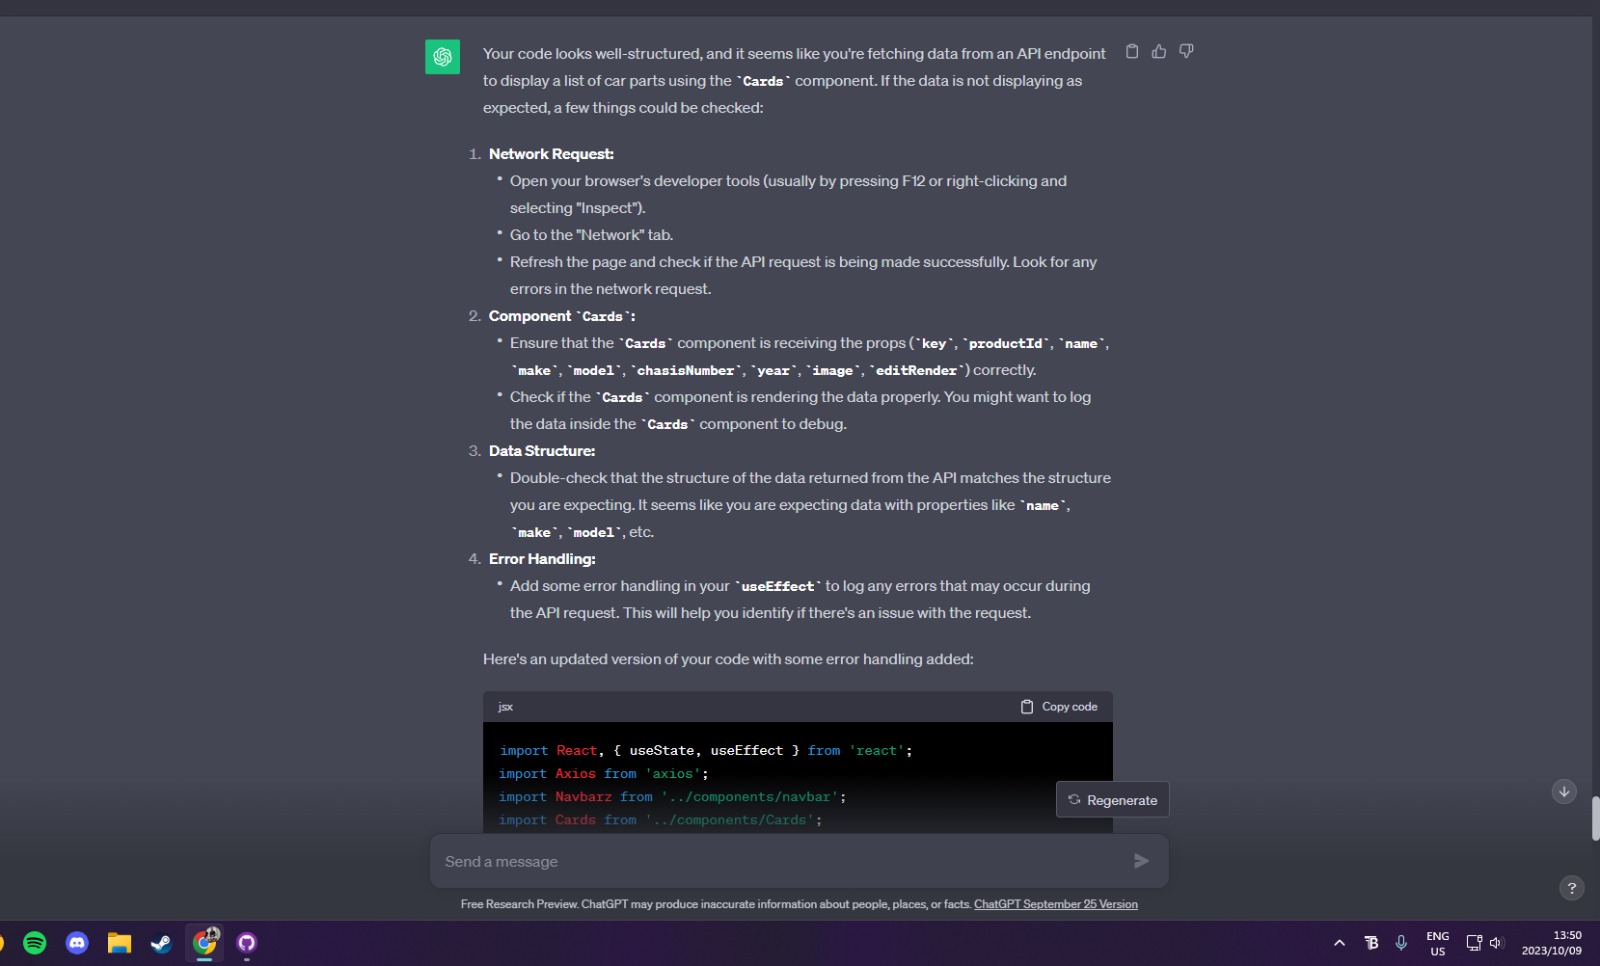 Your code looks well-structured, and it seems like you're fetching data from an API endpoint
to display a list of car parts using the `Cards` component. If the data is not displaying as
expected, a few things could be checked:
1. Network Request:
• Open your browser's developer tools (usually by pressing F12 or right-clicking and
selecting "Inspect").
• Go to the "Network" tab.
• Refresh the page and check if the API request is being made successfully. Look for any
errors in the network request.
2. Component `Cards`:
• Ensure that the `Cards` component is receiving the props (`key`, `productId`, `name`,
`make`, `model`, `chasisNumber`, `year`, `image`, `editRender`) correctly.
• Check if the `Cards` component is rendering the data properly. You might want to log
the data inside the `Cards` component to debug.
3. Data Structure:
• Double-check that the structure of the data returned from the API matches the structure
you are expecting. It seems like you are expecting data with properties like `name`,
`make`, `model`, etc.
4. Error Handling:
• Add some error handling in your `useEffect` to log any errors that may occur during
the API request. This will help you identify if there's an issue with the request.
Here's an updated version of your code with some error handling added:
jsx Copy code
import React, { useState, useEffect } from 'react';
import Axios from 'axios';
import Navbarz from '../components/navbar';
import Cards from '../components/Cards';
Regenerate
Send a message
?
Free Research Preview. ChatGPT may produce inaccurate information about people, places, or facts. ChatGPT September 25 Version
ENG
US
13:50
2023/10/09